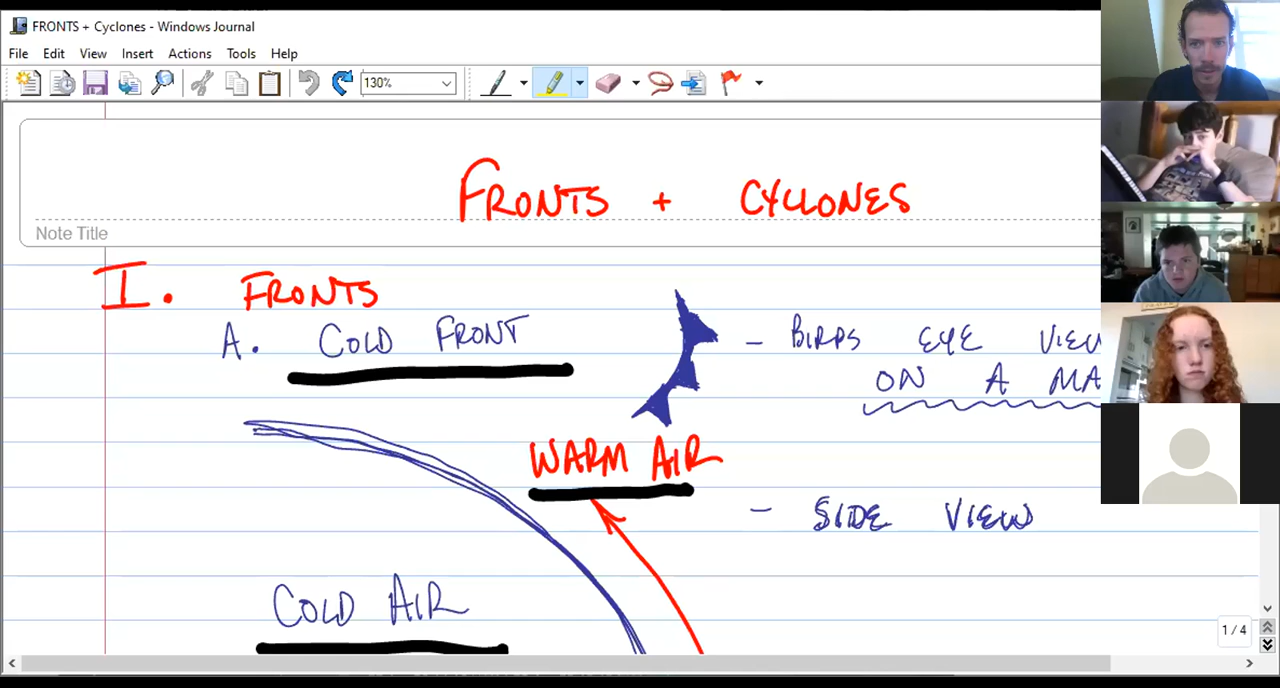 FRONTS + Cyclones - Windows Journal
File Edit View Insert Actions Tools Help
130%
FRONTS + CYCLONES
Note Title
I. FRONTS
A. COLD FRONT
- BIRDS EYE VIEW
ON A MA
WARM AIR
- SIDE VIEW
COLD AIR
1 / 4